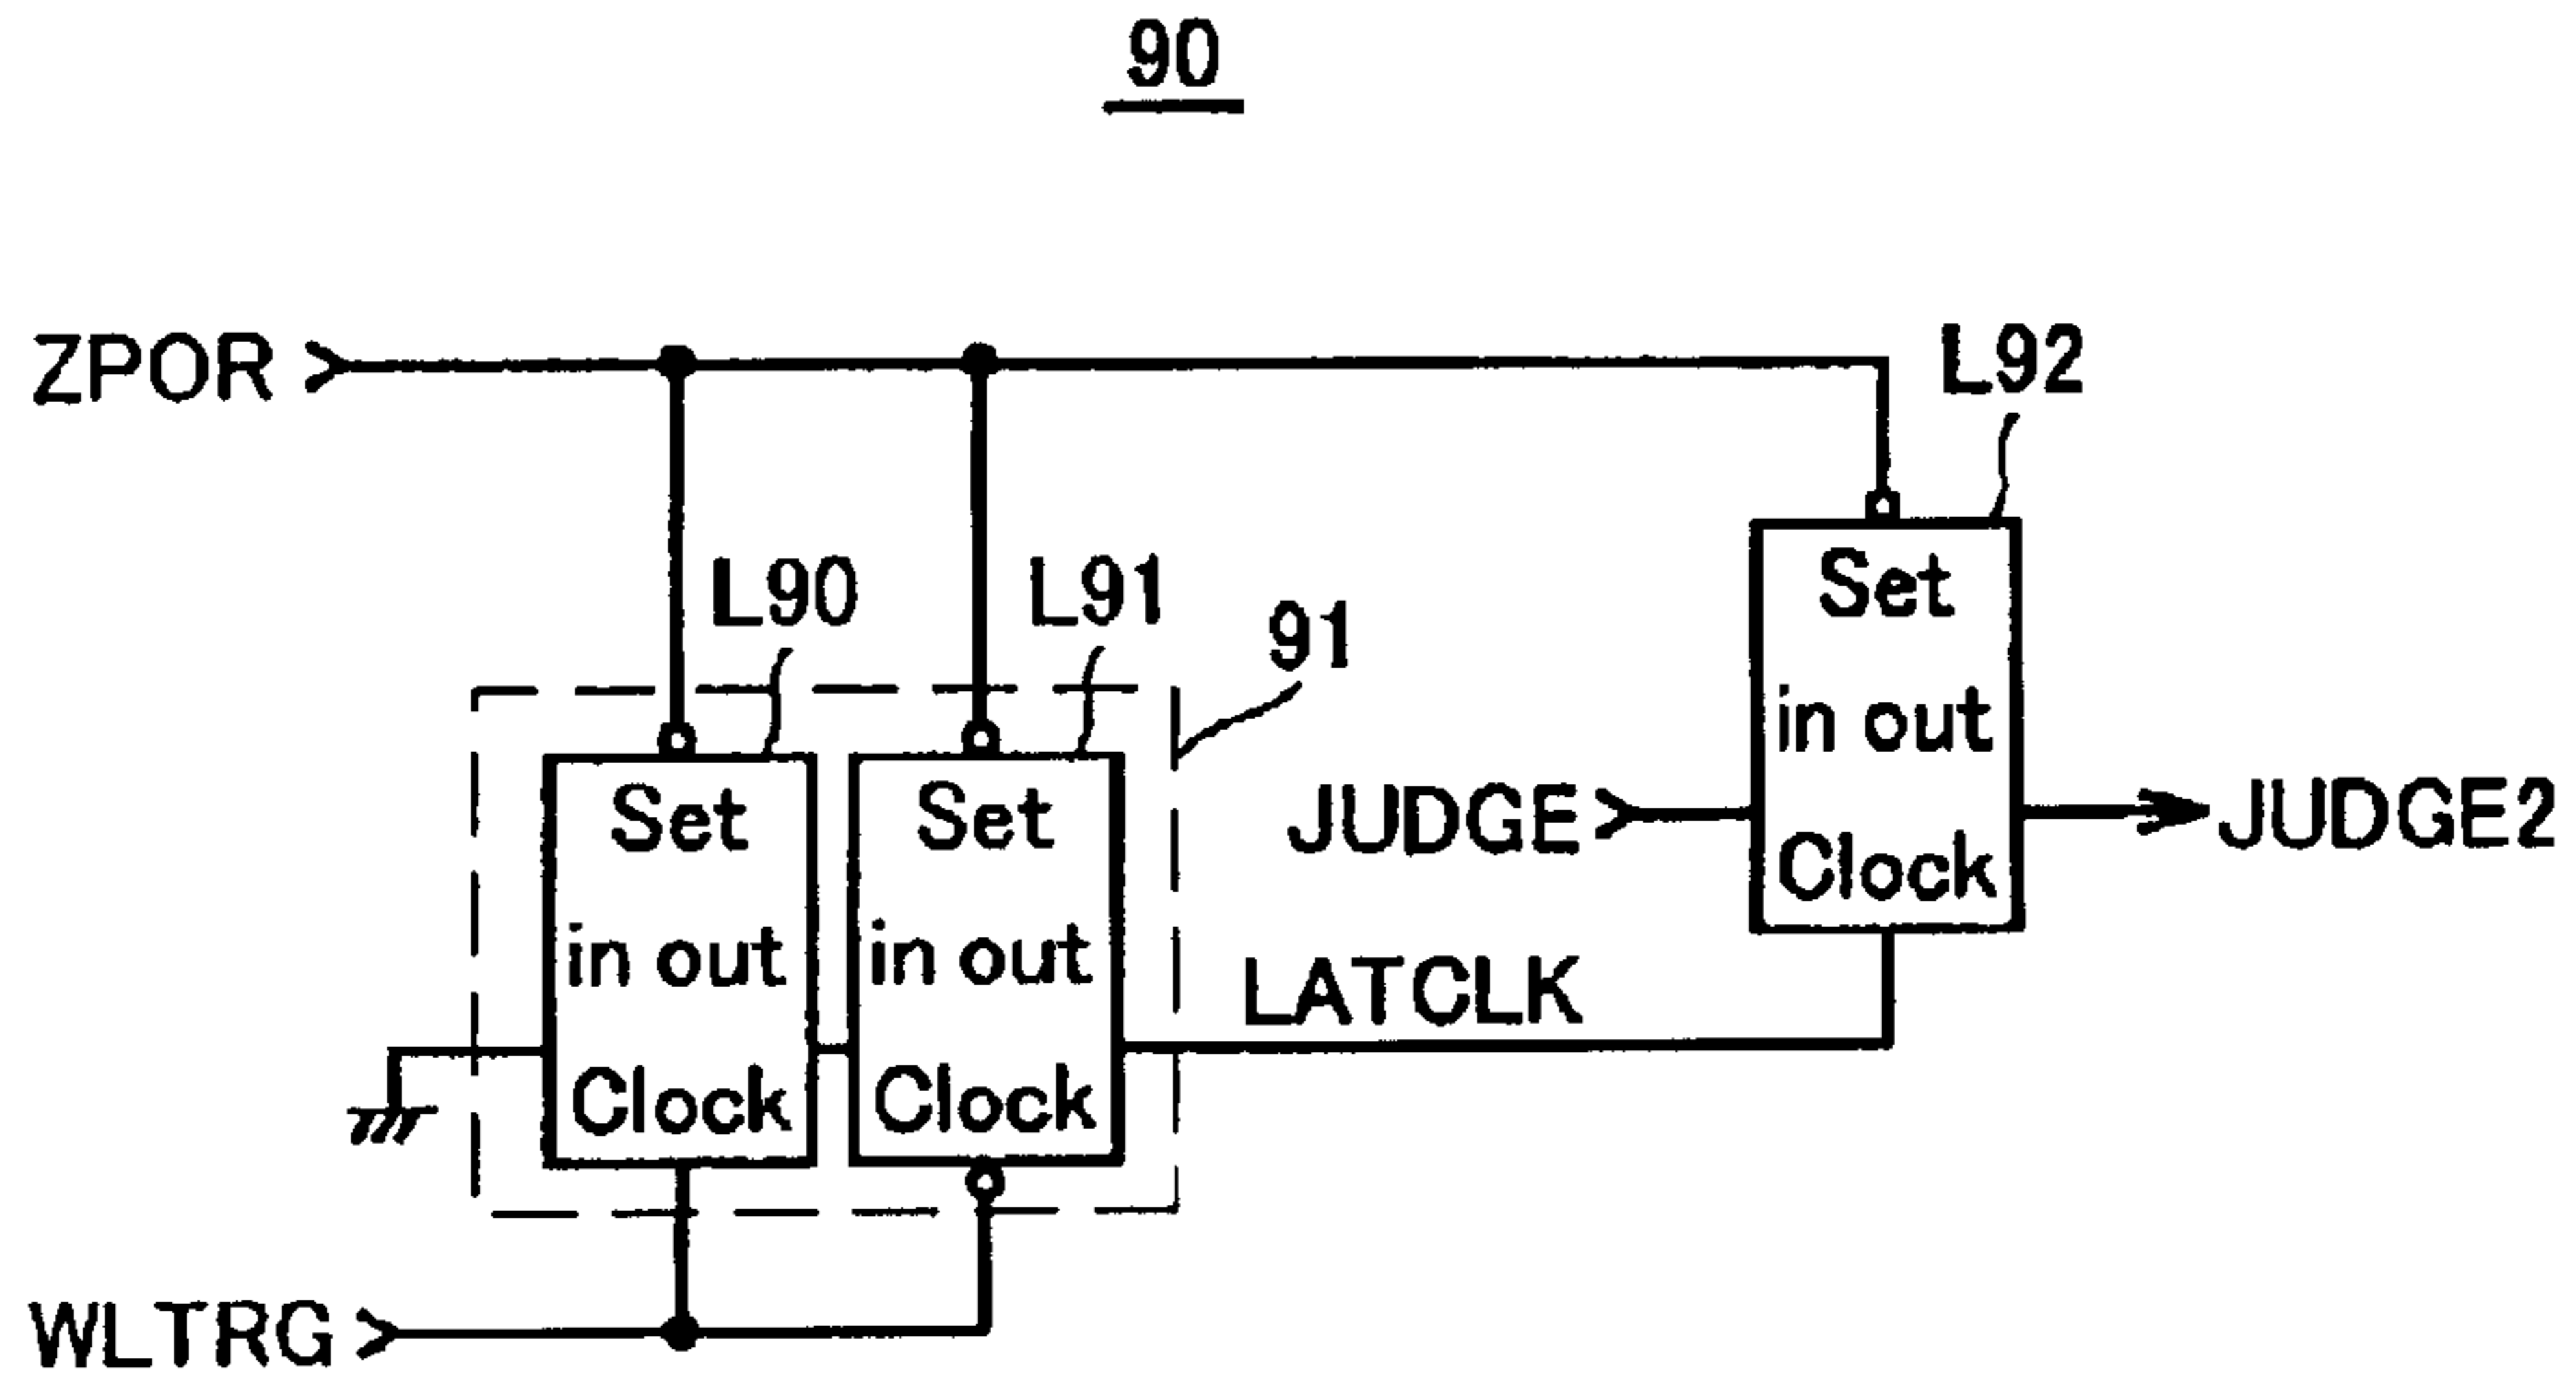 90
ZPOR
L92
L90
L91
91
Set
in out
Clock
Set
in out
Clock
JUDGE
Set
in out
Clock
JUDGE2
LATCLK
WLTRG